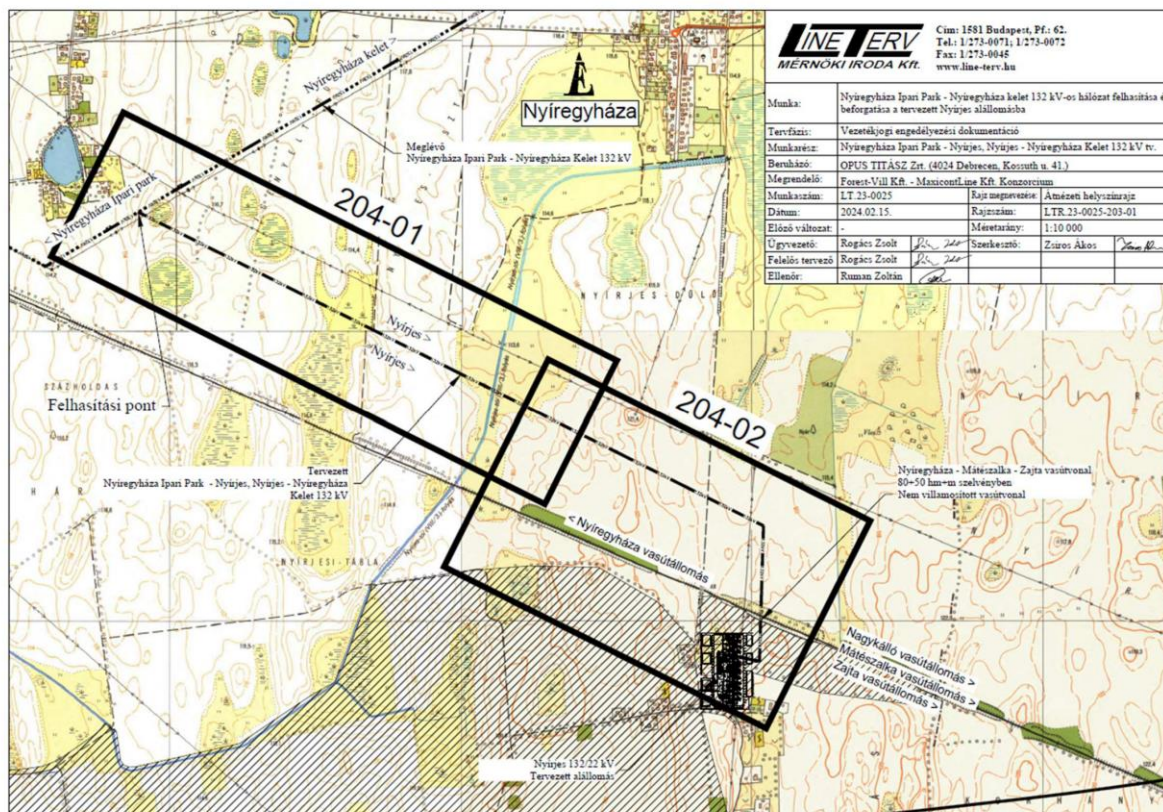 LINE TERV
MÉRNÖKI IRODA Kft.
Cím: 1581 Budapest, Pf.: 62.
Tel.: 1/273-0071; 1/273-0072
Fax: 1/273-0045
www.line-terv.hu
Munka: Nyíregyháza Ipari Park - Nyíregyháza kelet 132 kV-os hálózat felhasítása é
beforgatása a tervezett Nyírjes alállomásba
Tervfázis: Vezetékjogi engedélyezési dokumentáció
Munkarész: Nyíregyháza Ipari Park - Nyírjes, Nyírjes - Nyíregyháza Kelet 132 kV tv.
Beruházó: OPUS TITÁSZ Zrt. (4024 Debrecen, Kossuth u. 41.)
Megrendelő: Forest-Vill Kft. - MaxicontLine Kft. Konzorcium
Munkaszám: LT.23-0025 Rajz megnevezése: Átnézeti helyszínrajz
Dátum: 2024.02.15. Rajzszám: LTR.23-0025-203-01
Előző változat: - Méretarány: 1:10 000
Ügyvezető: Rogács Zsolt Szerkesztő: Zsiros Ákos
Felelős tervező Rogács Zsolt
Ellenőr: Ruman Zoltán
É
Nyíregyháza
Nyíregyháza kelet >
Meglévő
Nyíregyháza Ipari Park - Nyíregyháza Kelet 132 kV
< Nyíregyháza Ipari park
204-01
NYÍRJES-DŰLŐ
Nyírjes >
<Nyírjes >
SZÁZHOLDAS
Felhasítási pont
204-02
Tervezett
Nyíregyháza Ipari Park - Nyírjes, Nyírjes - Nyíregyháza
Kelet 132 kV
Nyíregyháza - Mátészalka - Zajta vasútvonal
80+50 hm+m szelvényben
Nem villamosított vasútvonal
< Nyíregyháza vasútállomás
NYÍRJESI-TÁBLA
Nagykálló vasútállomás >
Mátészalka vasútállomás >
Zajta vasútállomás >
Nyírjes 132/22 kV
Tervezett alállomás